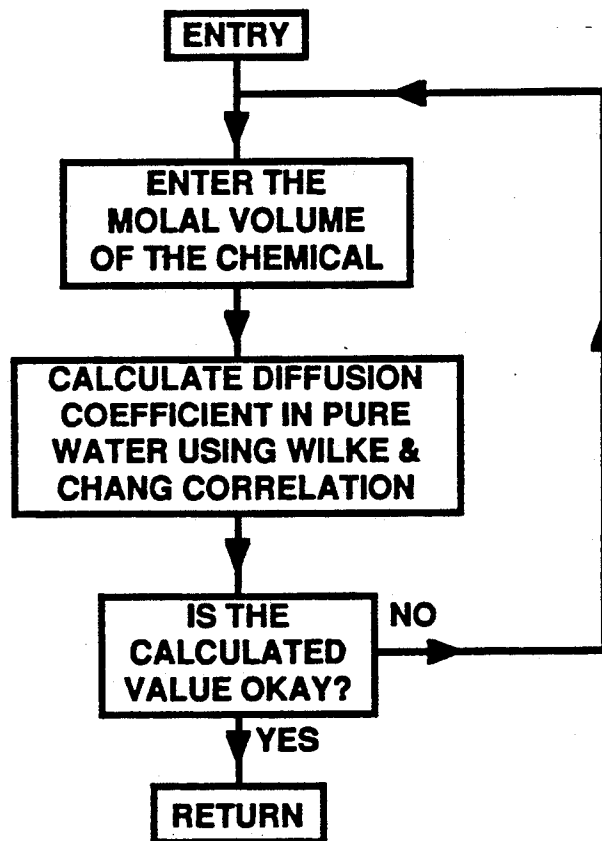 ENTRY
ENTER THE
MOLAL VOLUME
OF THE CHEMICAL
CALCULATE DIFFUSION
COEFFICIENT IN PURE
WATER USING WILKE &
CHANG CORRELATION
IS THE
CALCULATED
VALUE OKAY?
NO
YES
RETURN